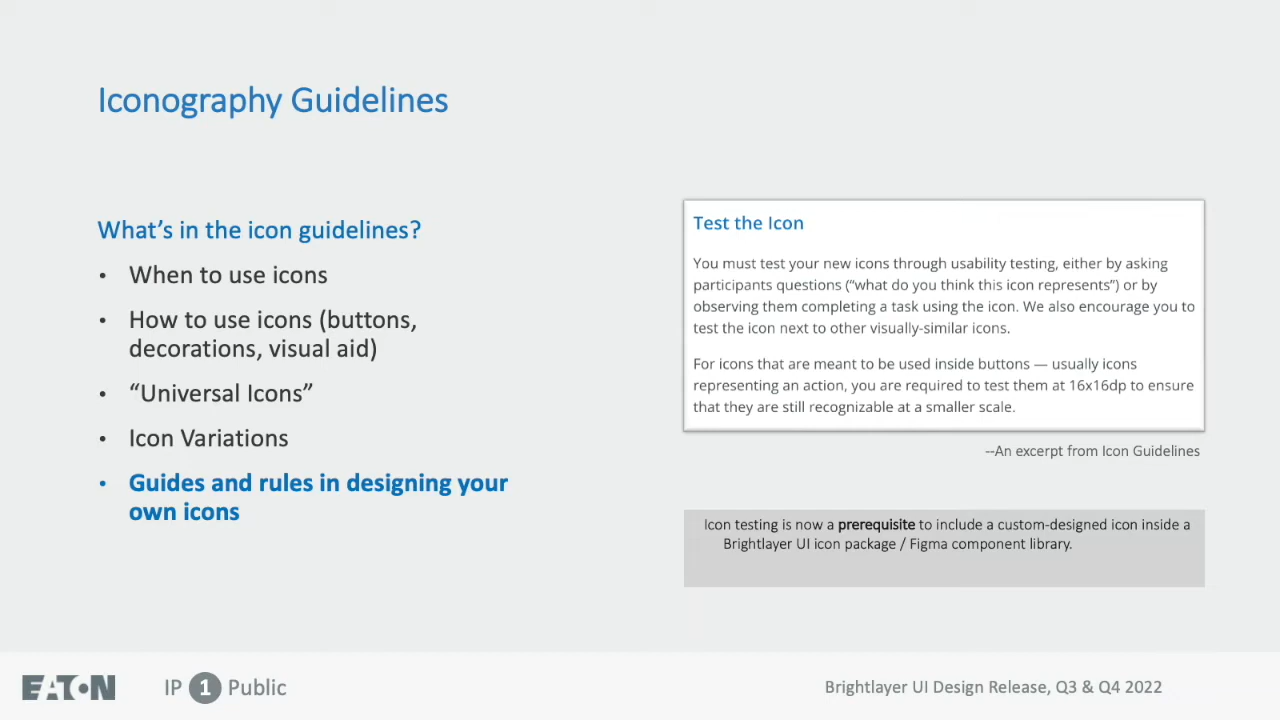 Iconography Guidelines
What’s in the icon guidelines?
• When to use icons
• How to use icons (buttons,
decorations, visual aid)
• “Universal Icons”
• Icon Variations
• Guides and rules in designing your
own icons
Test the Icon
You must test your new icons through usability testing, either by asking
participants questions (“what do you think this icon represents”) or by
observing them completing a task using the icon. We also encourage you to
test the icon next to other visually-similar icons.
For icons that are meant to be used inside buttons — usually icons
representing an action, you are required to test them at 16x16dp to ensure
that they are still recognizable at a smaller scale.
--An excerpt from Icon Guidelines
Icon testing is now a prerequisite to include a custom-designed icon inside a
Brightlayer UI icon package / Figma component library.
EATON
IP 1 Public
Brightlayer UI Design Release, Q3 & Q4 2022